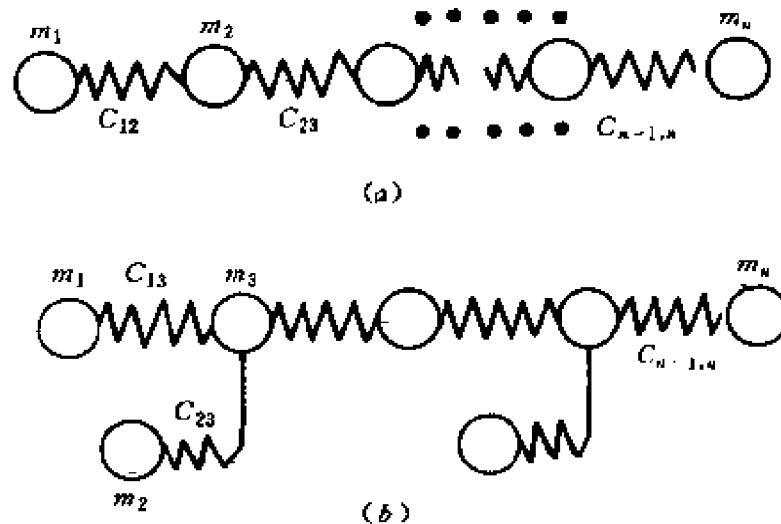 m₁ m₂ mₙ
C₁₂ C₂₃ Cₙ₋₁,ₙ
(a)
m₁ C₁₃ m₃ mₙ
Cₙ₋₁,ₙ
C₂₃
m₂
(b)